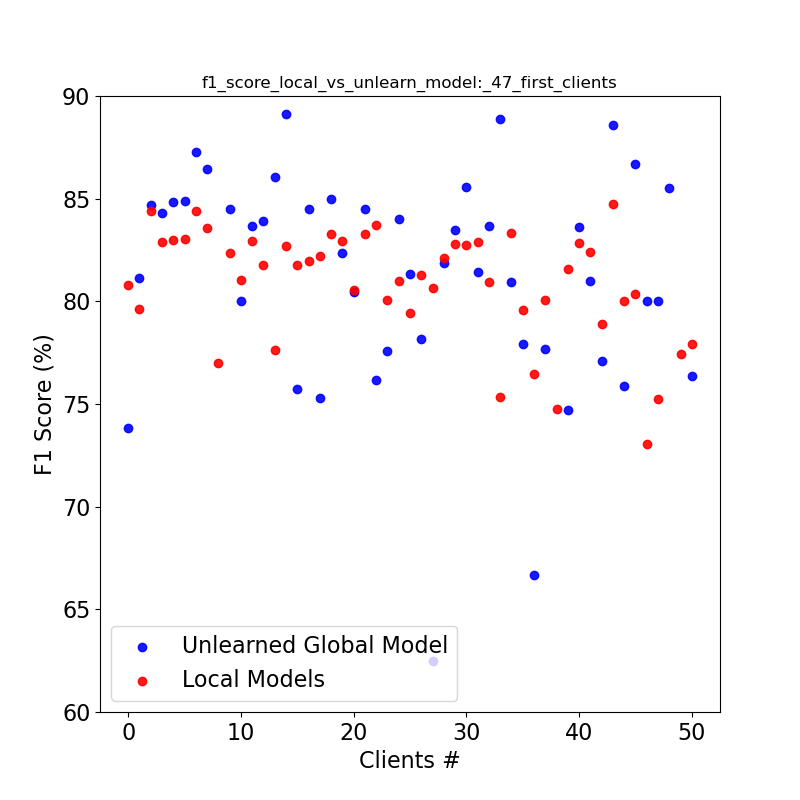 f1_score_local_vs_unlearn_model:_47_first_clients
90
85
80
75
70
65
60
F1 Score (%)
Unlearned Global Model
Local Models
0 10 20 30 40 50
Clients #